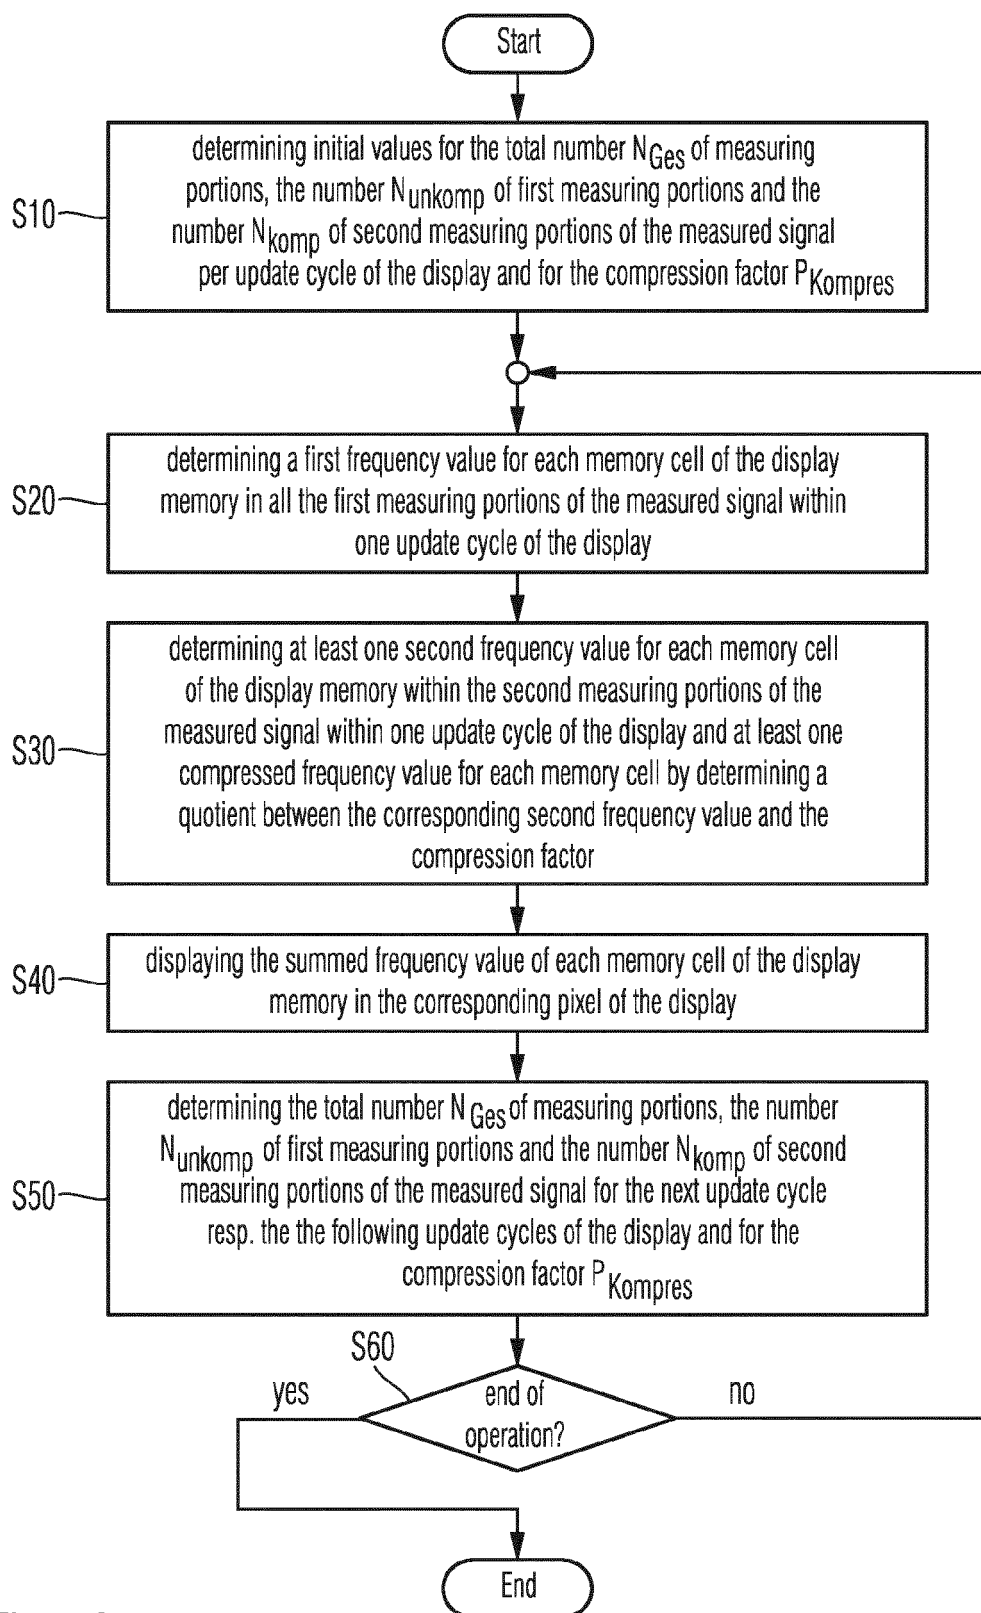 Start
determining initial values for the total number NGes of measuring
portions, the number Nunkomp of first measuring portions and the
number Nkomp of second measuring portions of the measured signal
per update cycle of the display and for the compression factor PKompres
S10
determining a first frequency value for each memory cell of the display
memory in all the first measuring portions of the measured signal within
one update cycle of the display
S20
determining at least one second frequency value for each memory cell
of the display memory within the second measuring portions of the
measured signal within one update cycle of the display and at least one
compressed frequency value for each memory cell by determining a
quotient between the corresponding second frequency value and the
compression factor
S30
displaying the summed frequency value of each memory cell of the display
memory in the corresponding pixel of the display
S40
determining the total number NGes of measuring portions, the number
Nunkomp of first measuring portions and the number Nkomp of second
measuring portions of the measured signal for the next update cycle
resp. the the following update cycles of the display and for the
compression factor PKompres
S50
S60
yes
end of
operation?
no
End